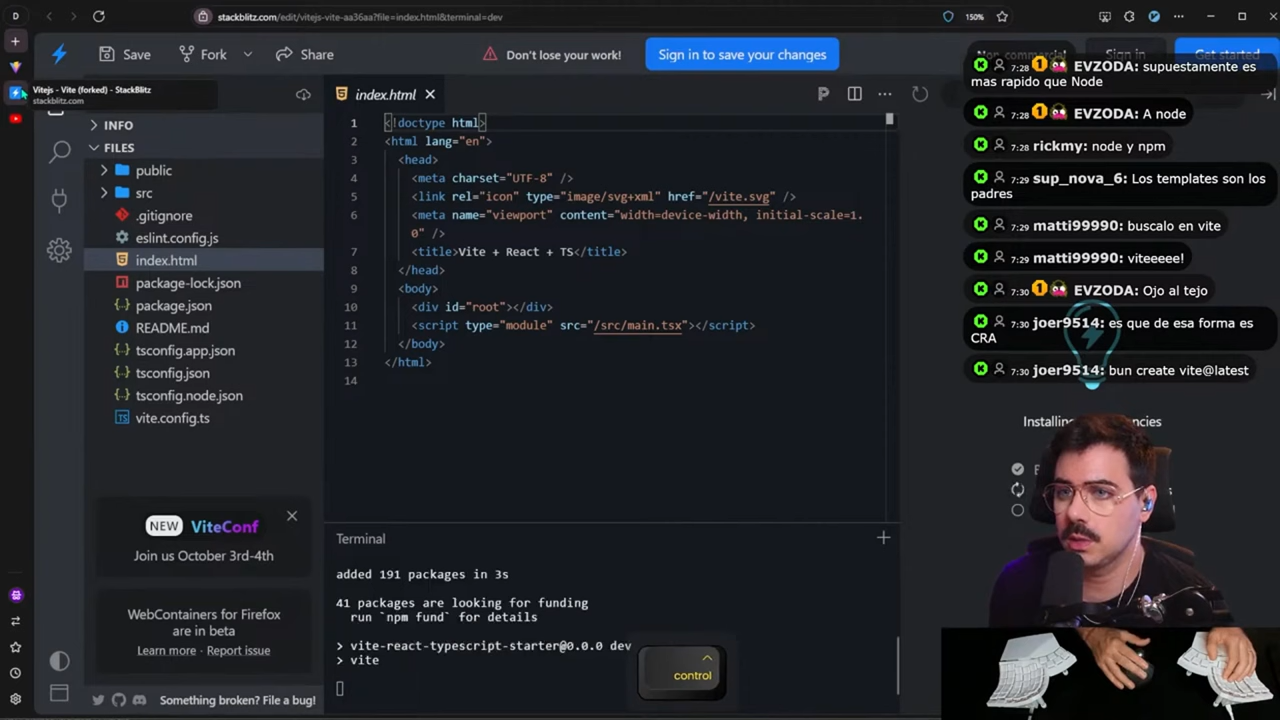 D
stackblitz.com/edit/vitejs-vite-aa36aa?file=index.html&terminal=dev
150%
Save
Fork
Share
Don't lose your work!
Sign in to save your changes
Non-commercial
Sign in
Get started
Vitejs - Vite (forked) - StackBlitz
stackblitz.com
INFO
FILES
public
src
.gitignore
eslint.config.js
index.html
package-lock.json
package.json
README.md
tsconfig.app.json
tsconfig.json
tsconfig.node.json
vite.config.ts
NEW ViteConf
Join us October 3rd-4th
WebContainers for Firefox
are in beta
Learn more · Report issue
Something broken? File a bug!
index.html
1 <!doctype html>
2 <html lang="en">
3 <head>
4 <meta charset="UTF-8" />
5 <link rel="icon" type="image/svg+xml" href="/vite.svg" />
6 <meta name="viewport" content="width=device-width, initial-scale=1.
0" />
7 <title>Vite + React + TS</title>
8 </head>
9 <body>
10 <div id="root"></div>
11 <script type="module" src="/src/main.tsx"></script>
12 </body>
13 </html>
14
Terminal
added 191 packages in 3s
41 packages are looking for funding
run `npm fund` for details
> vite-react-typescript-starter@0.0.0 dev
> vite
control
7:28 1 EVZODA: supuestamente es
mas rapido que Node
7:28 1 EVZODA: A node
7:28 rickmy: node y npm
7:29 sup_nova_6: Los templates son los
padres
7:29 matti99990: buscalo en vite
7:29 matti99990: viteeeee!
7:30 1 EVZODA: Ojo al tejo
7:30 joer9514: es que de esa forma es
CRA
7:30 joer9514: bun create vite@latest